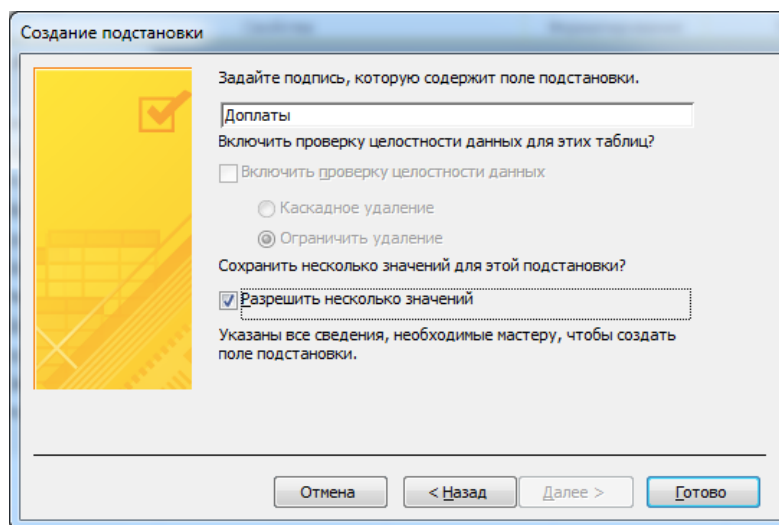 Создание подстановки
Задайте подпись, которую содержит поле подстановки.
Доплаты
Включить проверку целостности данных для этих таблиц?
Включить проверку целостности данных
Каскадное удаление
Ограничить удаление
Сохранить несколько значений для этой подстановки?
Разрешить несколько значений
Указаны все сведения, необходимые мастеру, чтобы создать
поле подстановки.
Отмена
< Назад
Далее >
Готово